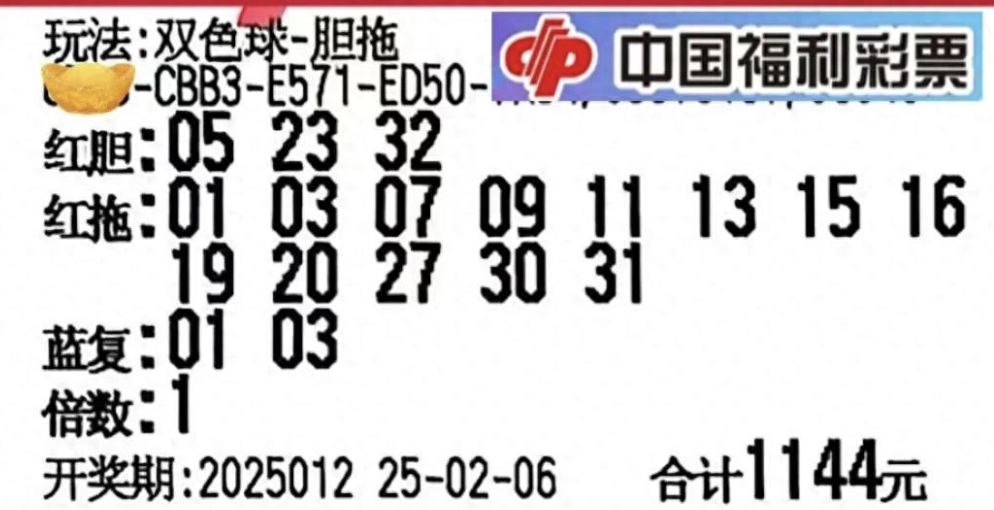 玩法:双色球-胆拖
中国福利彩票
-CBB3-E571-ED50-
红胆:05 23 32
红拖:01 03 07 09 11 13 15 16
19 20 27 30 31
蓝复:01 03
倍数:1
开奖期:2025012 25-02-06 合计1144元